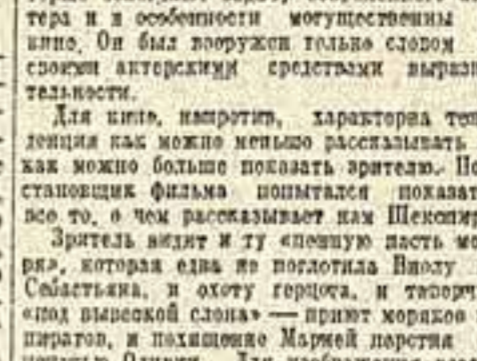 тера и в особенности могущественны
кино. Он был вооружен только словом
своими актерскими средствами вырази
тельности.
Для кино, напротив, характерна тен
денция как можно меньше рассказывать
как можно больше показать зрителю. По
становщик фильма попытался показат
все то, о чем рассказывает нам Шекспир
Зритель видит и ту «пенную пасть мо
ря», которая едва не поглотила Виолу
Себастьяна, и охоту герцога, и таверн
«под вывеской слона» — приют моряков
пиратов, и похищение Марией перстня